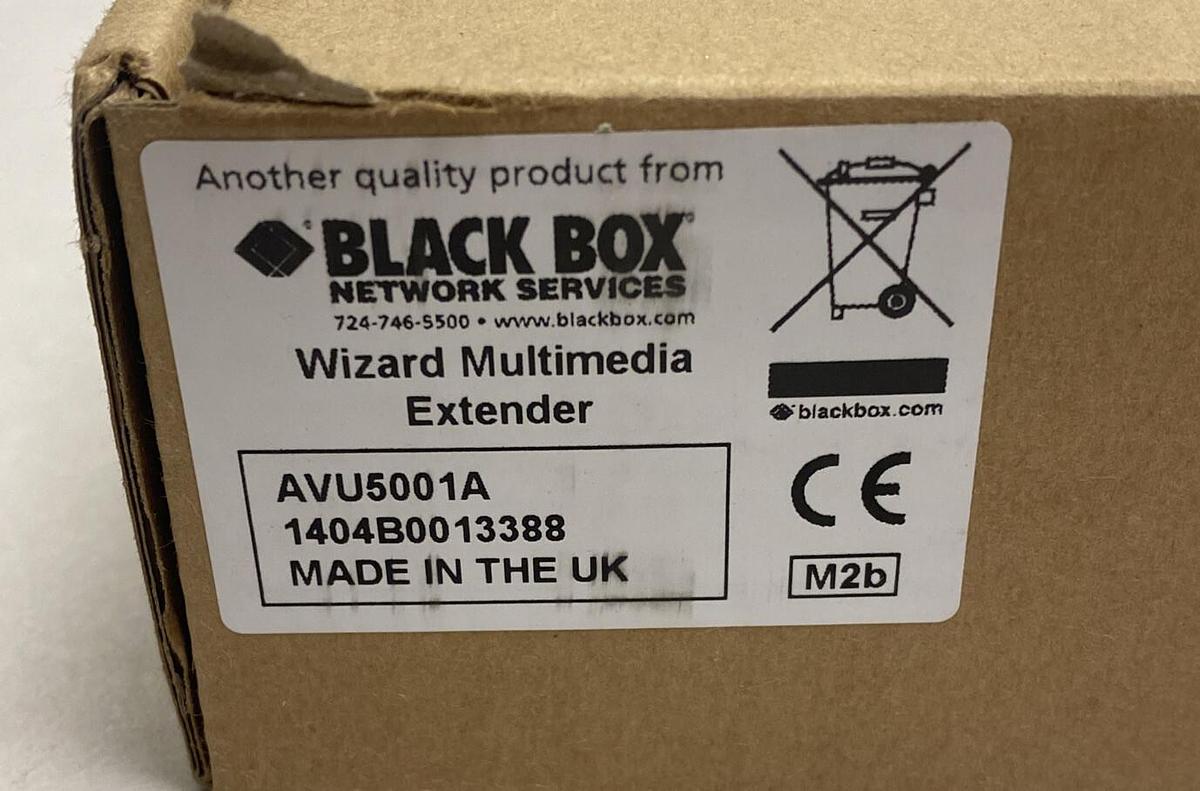 Another quality product from
BLACK BOX®
NETWORK SERVICES
724-746-5500 • www.blackbox.com
Wizard Multimedia
Extender
AVU5001A
1404B0013388
MADE IN THE UK
blackbox.com
CE
M2b